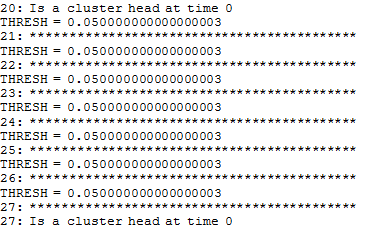 20: Is a cluster head at time 0
THRESH = 0.050000000000000003
21: *****************************************
THRESH = 0.050000000000000003
22: *****************************************
THRESH = 0.050000000000000003
23: *****************************************
THRESH = 0.050000000000000003
24: *****************************************
THRESH = 0.050000000000000003
25: *****************************************
THRESH = 0.050000000000000003
26: *****************************************
THRESH = 0.050000000000000003
27: *****************************************
27: Is a cluster head at time 0